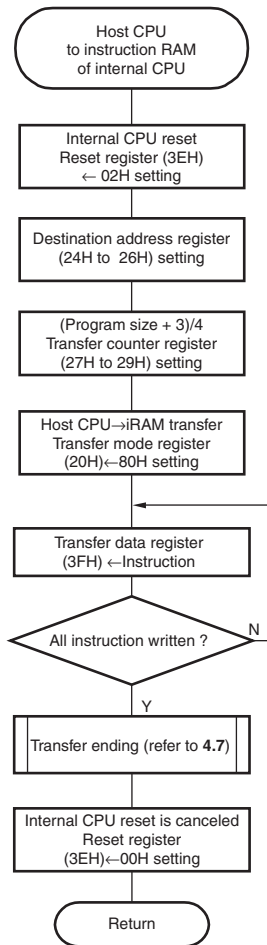 Host CPU
to instruction RAM
of internal CPU
Internal CPU reset
Reset register (3EH)
← 02H setting
Destination address register
(24H to 26H) setting
(Program size + 3)/4
Transfer counter register
(27H to 29H) setting
Host CPU→iRAM transfer
Transfer mode register
(20H)←80H setting
Transfer data register
(3FH) ←Instruction
All instruction written ?
N
Y
Transfer ending (refer to 4.7)
Internal CPU reset is canceled
Reset register
(3EH)←00H setting
Return